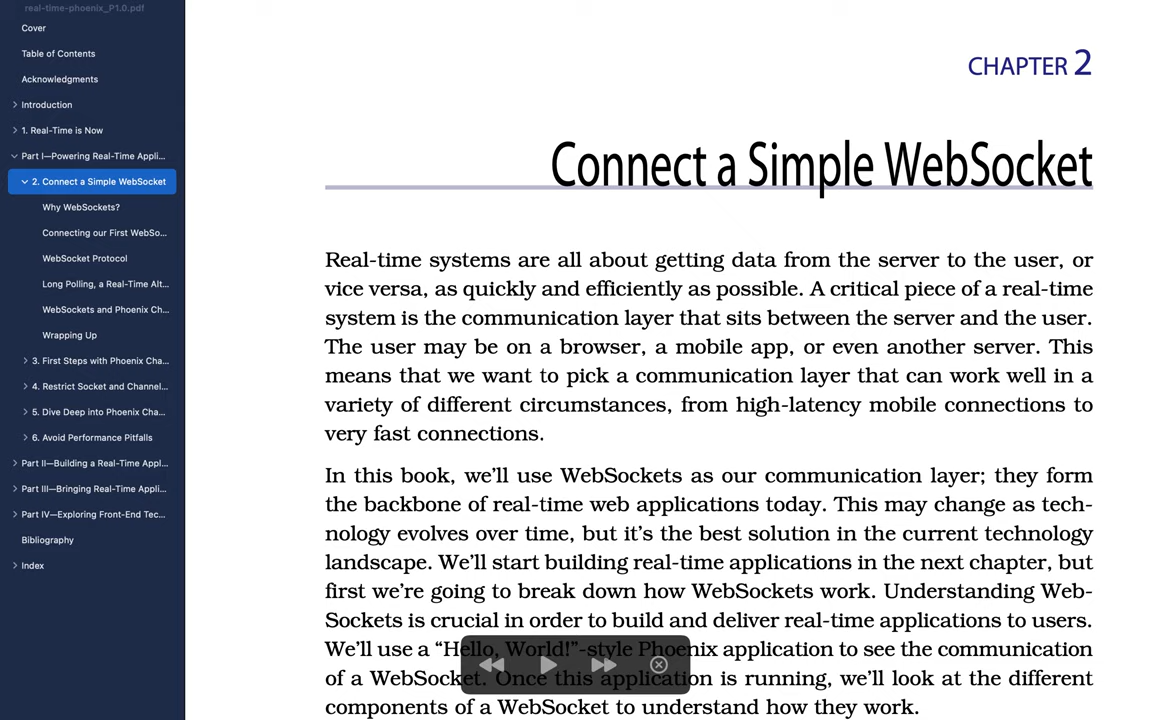 real-time-phoenix_P1.0.pdf
Cover
Table of Contents
Acknowledgments
Introduction
1. Real-Time is Now
Part I—Powering Real-Time Appli...
2. Connect a Simple WebSocket
Why WebSockets?
Connecting our First WebSo...
WebSocket Protocol
Long Polling, a Real-Time Alt...
WebSockets and Phoenix Ch...
Wrapping Up
3. First Steps with Phoenix Cha...
4. Restrict Socket and Channel...
5. Dive Deep into Phoenix Cha...
6. Avoid Performance Pitfalls
Part II—Building a Real-Time Appl...
Part III—Bringing Real-Time Appli...
Part IV—Exploring Front-End Tec...
Bibliography
Index
CHAPTER 2
Connect a Simple WebSocket
Real-time systems are all about getting data from the server to the user, or
vice versa, as quickly and efficiently as possible. A critical piece of a real-time
system is the communication layer that sits between the server and the user.
The user may be on a browser, a mobile app, or even another server. This
means that we want to pick a communication layer that can work well in a
variety of different circumstances, from high-latency mobile connections to
very fast connections.
In this book, we'll use WebSockets as our communication layer; they form
the backbone of real-time web applications today. This may change as tech-
nology evolves over time, but it's the best solution in the current technology
landscape. We'll start building real-time applications in the next chapter, but
first we're going to break down how WebSockets work. Understanding Web-
Sockets is crucial in order to build and deliver real-time applications to users.
We'll use a “Hello, World!”-style Phoenix application to see the communication
of a WebSocket. Once this application is running, we'll look at the different
components of a WebSocket to understand how they work.